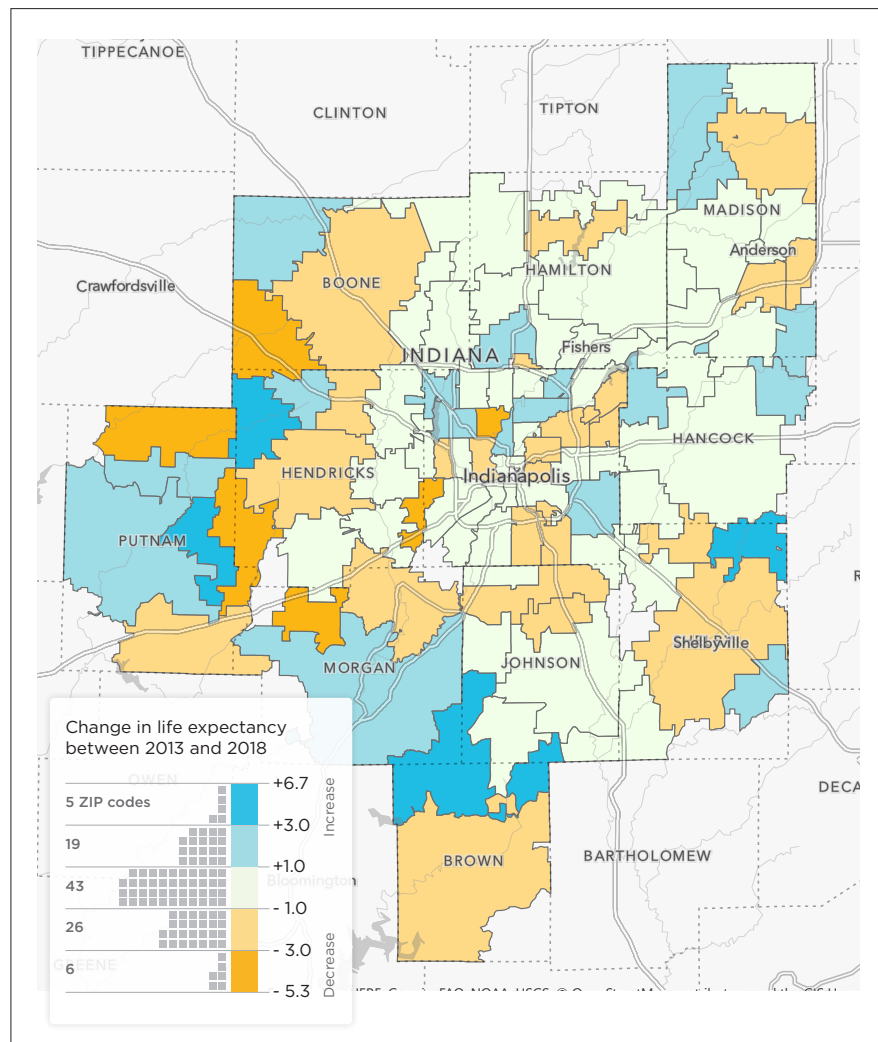 TIPPECANOE
CLINTON
TIPTON
MADISON
Anderson
HAMILTON
BOONE
Crawfordsville
INDIANA
Fishers
HANCOCK
HENDRICKS
Indianapolis
PUTNAM
Shelbyville
MORGAN
JOHNSON
Change in life expectancy
between 2013 and 2018
OWEN
DECA
5 ZIP codes
+6.7
Increase
+3.0
19
+1.0
BROWN
BARTHOLOMEW
43
Bloomington
- 1.0
26
- 3.0
Decrease
GREENE
6
- 5.3